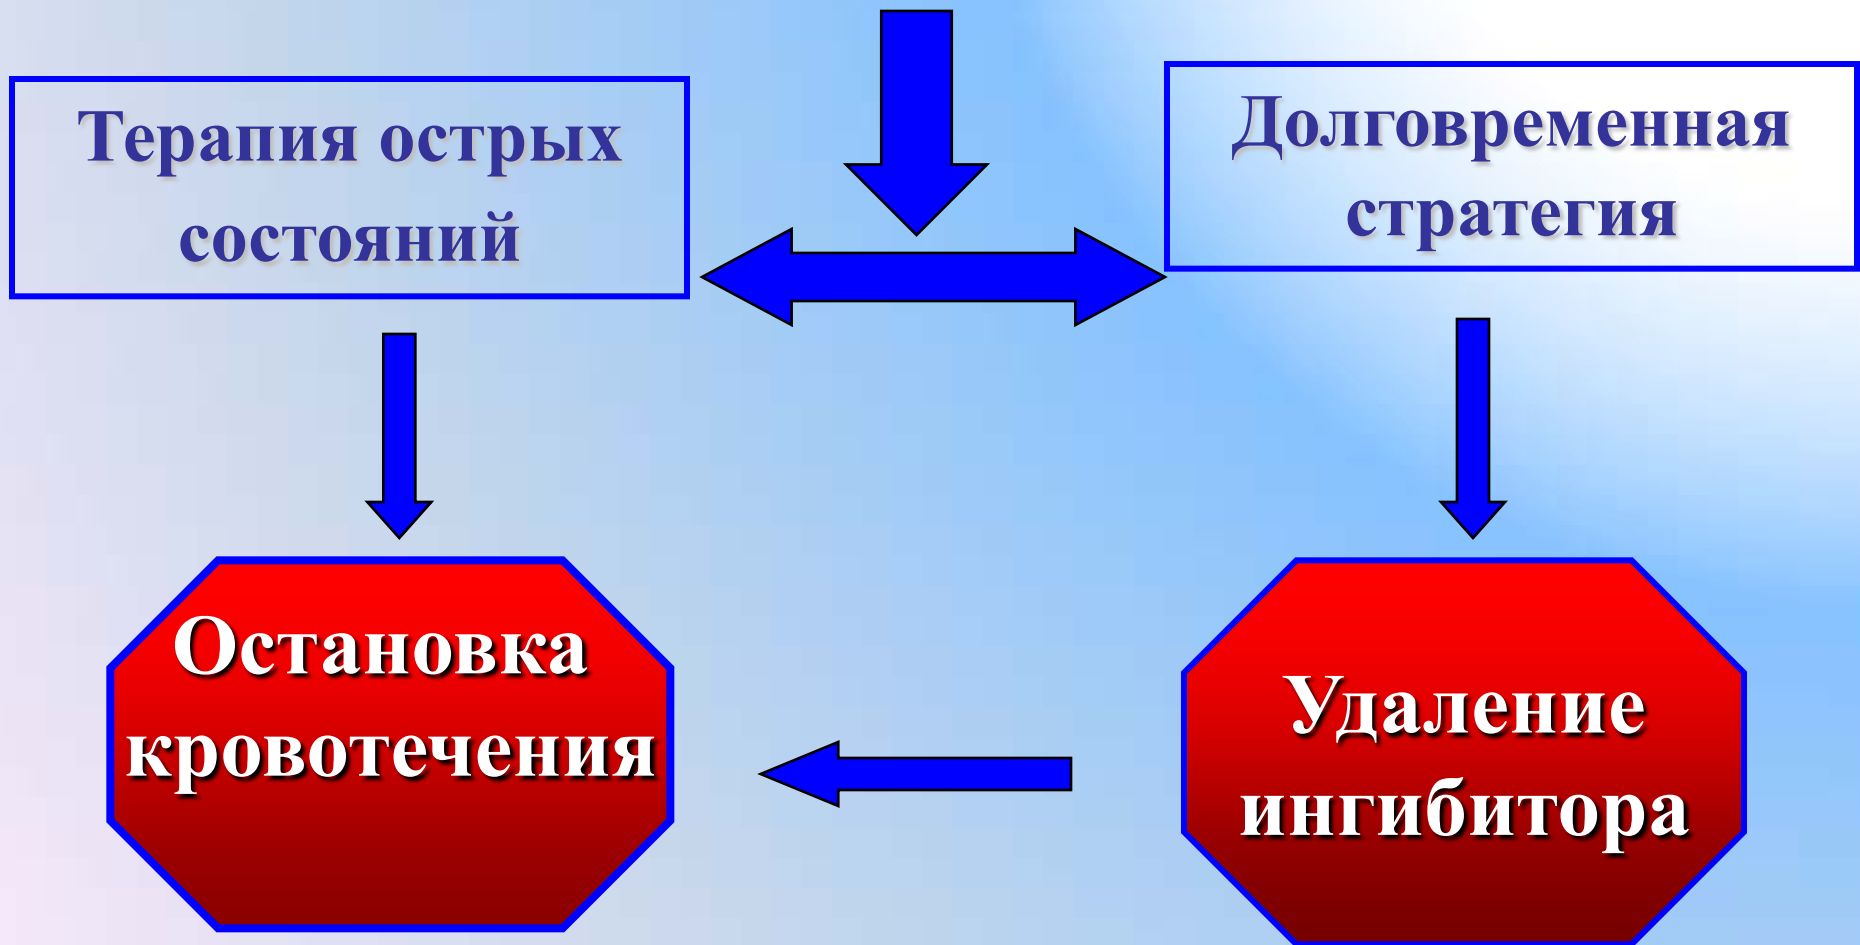 Терапия острых
состояний
Долговременная
стратегия
Остановка
кровотечения
Удаление
ингибитора